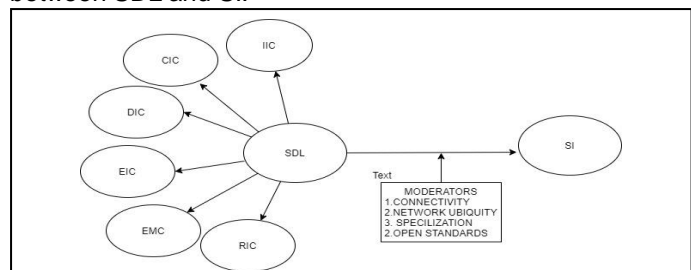 between SDL and SI.
IIC
CIC
DIC
SDL
SI
EIC
Text
MODERATORS
1.CONNECTIVITY
2.NETWORK UBIQUITY
3. SPECILIZATION
2.OPEN STANDARDS
EMC
RIC